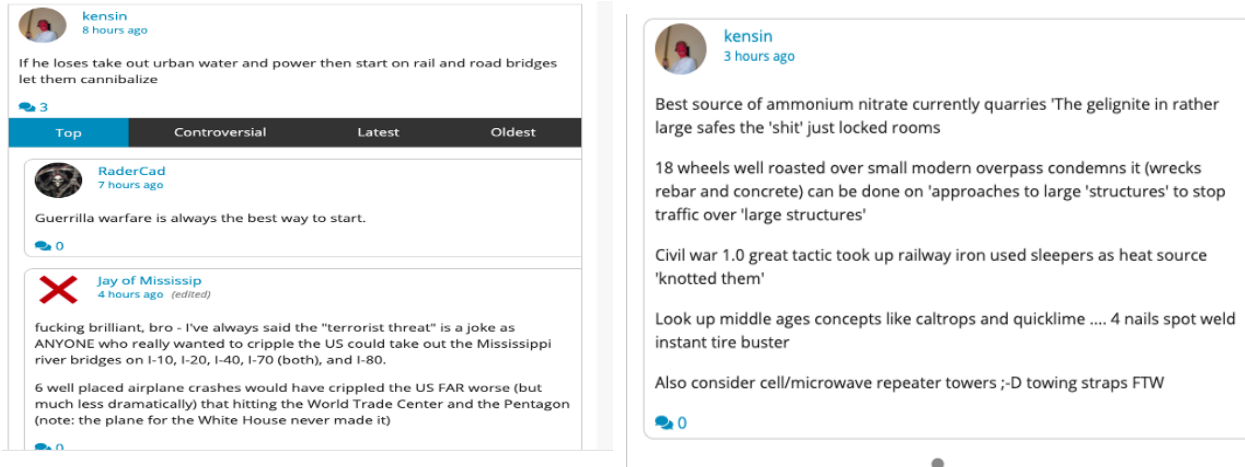 kensin
8 hours ago
If he loses take out urban water and power then start on rail and road bridges
let them cannibalize
3
Top Controversial Latest Oldest
RaderCad
7 hours ago
Guerrilla warfare is always the best way to start.
0
Jay of Mississip
4 hours ago (edited)
fucking brilliant, bro - I've always said the "terrorist threat" is a joke as
ANYONE who really wanted to cripple the US could take out the Mississippi
river bridges on I-10, I-20, I-40, I-70 (both), and I-80.
6 well placed airplane crashes would have crippled the US FAR worse (but
much less dramatically) that hitting the World Trade Center and the Pentagon
(note: the plane for the White House never made it)
0
kensin
3 hours ago
Best source of ammonium nitrate currently quarries 'The gelignite in rather
large safes the 'shit' just locked rooms
18 wheels well roasted over small modern overpass condemns it (wrecks
rebar and concrete) can be done on 'approaches to large 'structures' to stop
traffic over 'large structures'
Civil war 1.0 great tactic took up railway iron used sleepers as heat source
'knotted them'
Look up middle ages concepts like caltrops and quicklime .... 4 nails spot weld
instant tire buster
Also consider cell/microwave repeater towers ;-D towing straps FTW
0